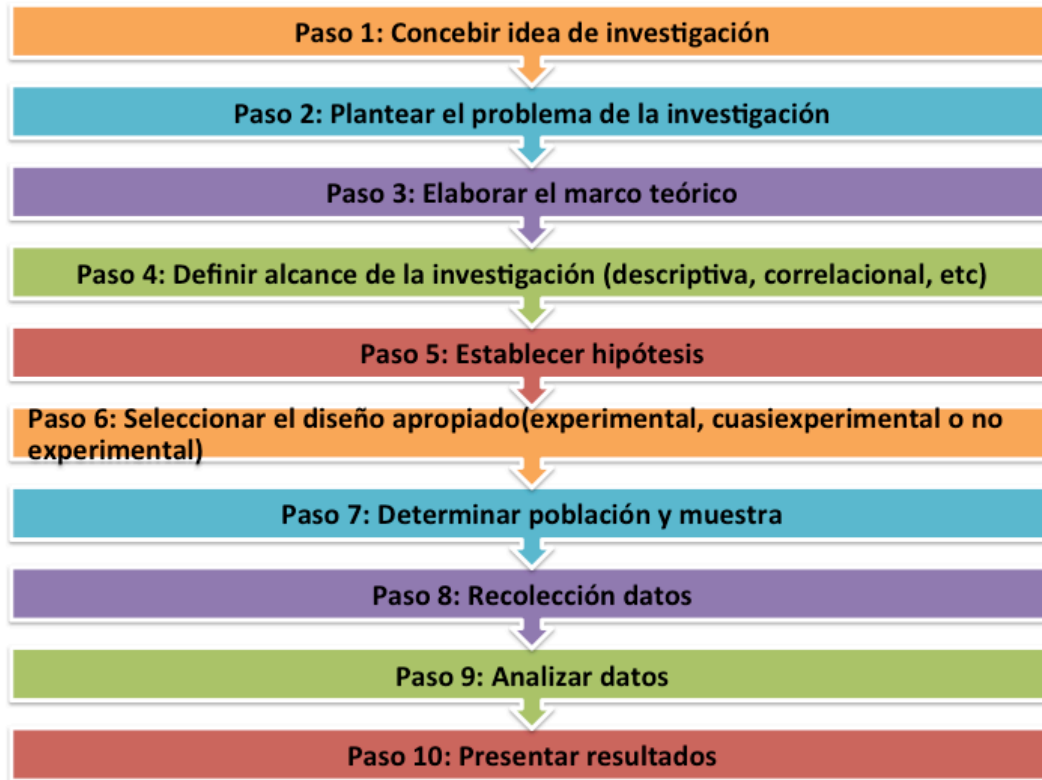 Paso 1: Concebir idea de investigación
Paso 2: Plantear el problema de la investigación
Paso 3: Elaborar el marco teórico
Paso 4: Definir alcance de la investigación (descriptiva, correlacional, etc)
Paso 5: Establecer hipótesis
Paso 6: Seleccionar el diseño apropiado(experimental, cuasiexperimental o no
experimental)
Paso 7: Determinar población y muestra
Paso 8: Recolección datos
Paso 9: Analizar datos
Paso 10: Presentar resultados